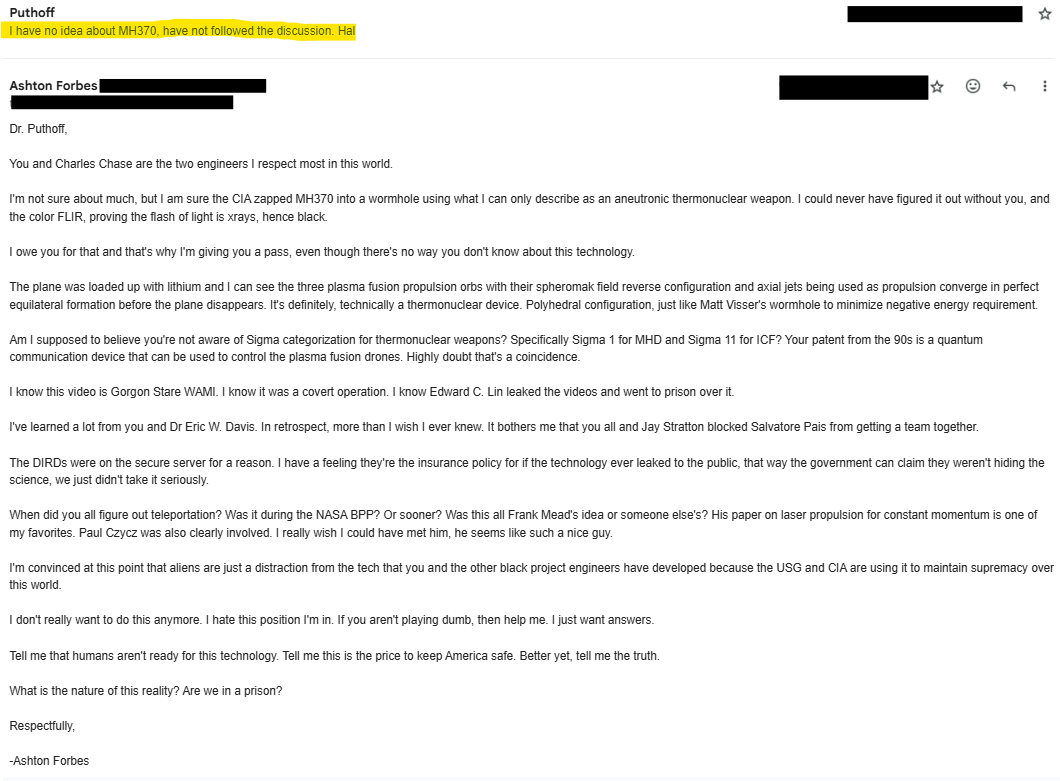 Puthoff
I have no idea about MH370, have not followed the discussion. Hal
Ashton Forbes
Dr. Puthoff,
You and Charles Chase are the two engineers I respect most in this world.
I'm not sure about much, but I am sure the CIA zapped MH370 into a wormhole using what I can only describe as an aneutronic thermonuclear weapon. I could never have figured it out without you, and
the color FLIR, proving the flash of light is xrays, hence black.
I owe you for that and that's why I'm giving you a pass, even though there's no way you don't know about this technology.
The plane was loaded up with lithium and I can see the three plasma fusion propulsion orbs with their spheromak field reverse configuration and axial jets being used as propulsion converge in perfect
equilateral formation before the plane disappears. It's definitely, technically a thermonuclear device. Polyhedral configuration, just like Matt Visser's wormhole to minimize negative energy requirement.
Am I supposed to believe you're not aware of Sigma categorization for thermonuclear weapons? Specifically Sigma 1 for MHD and Sigma 11 for ICF? Your patent from the 90s is a quantum
communication device that can be used to control the plasma fusion drones. Highly doubt that's a coincidence.
I know this video is Gorgon Stare WAMI. I know it was a covert operation. I know Edward C. Lin leaked the videos and went to prison over it.
I've learned a lot from you and Dr Eric W. Davis. In retrospect, more than I wish I ever knew. It bothers me that you all and Jay Stratton blocked Salvatore Pais from getting a team together.
The DIRDs were on the secure server for a reason. I have a feeling they're the insurance policy for if the technology ever leaked to the public, that way the government can claim they weren't hiding the
science, we just didn't take it seriously.
When did you all figure out teleportation? Was it during the NASA BPP? Or sooner? Was this all Frank Mead's idea or someone else's? His paper on laser propulsion for constant momentum is one of
my favorites. Paul Czycz was also clearly involved. I really wish I could have met him, he seems like such a nice guy.
I'm convinced at this point that aliens are just a distraction from the tech that you and the other black project engineers have developed because the USG and CIA are using it to maintain supremacy over
this world.
I don't really want to do this anymore. I hate this position I'm in. If you aren't playing dumb, then help me. I just want answers.
Tell me that humans aren't ready for this technology. Tell me this is the price to keep America safe. Better yet, tell me the truth.
What is the nature of this reality? Are we in a prison?
Respectfully,
-Ashton Forbes